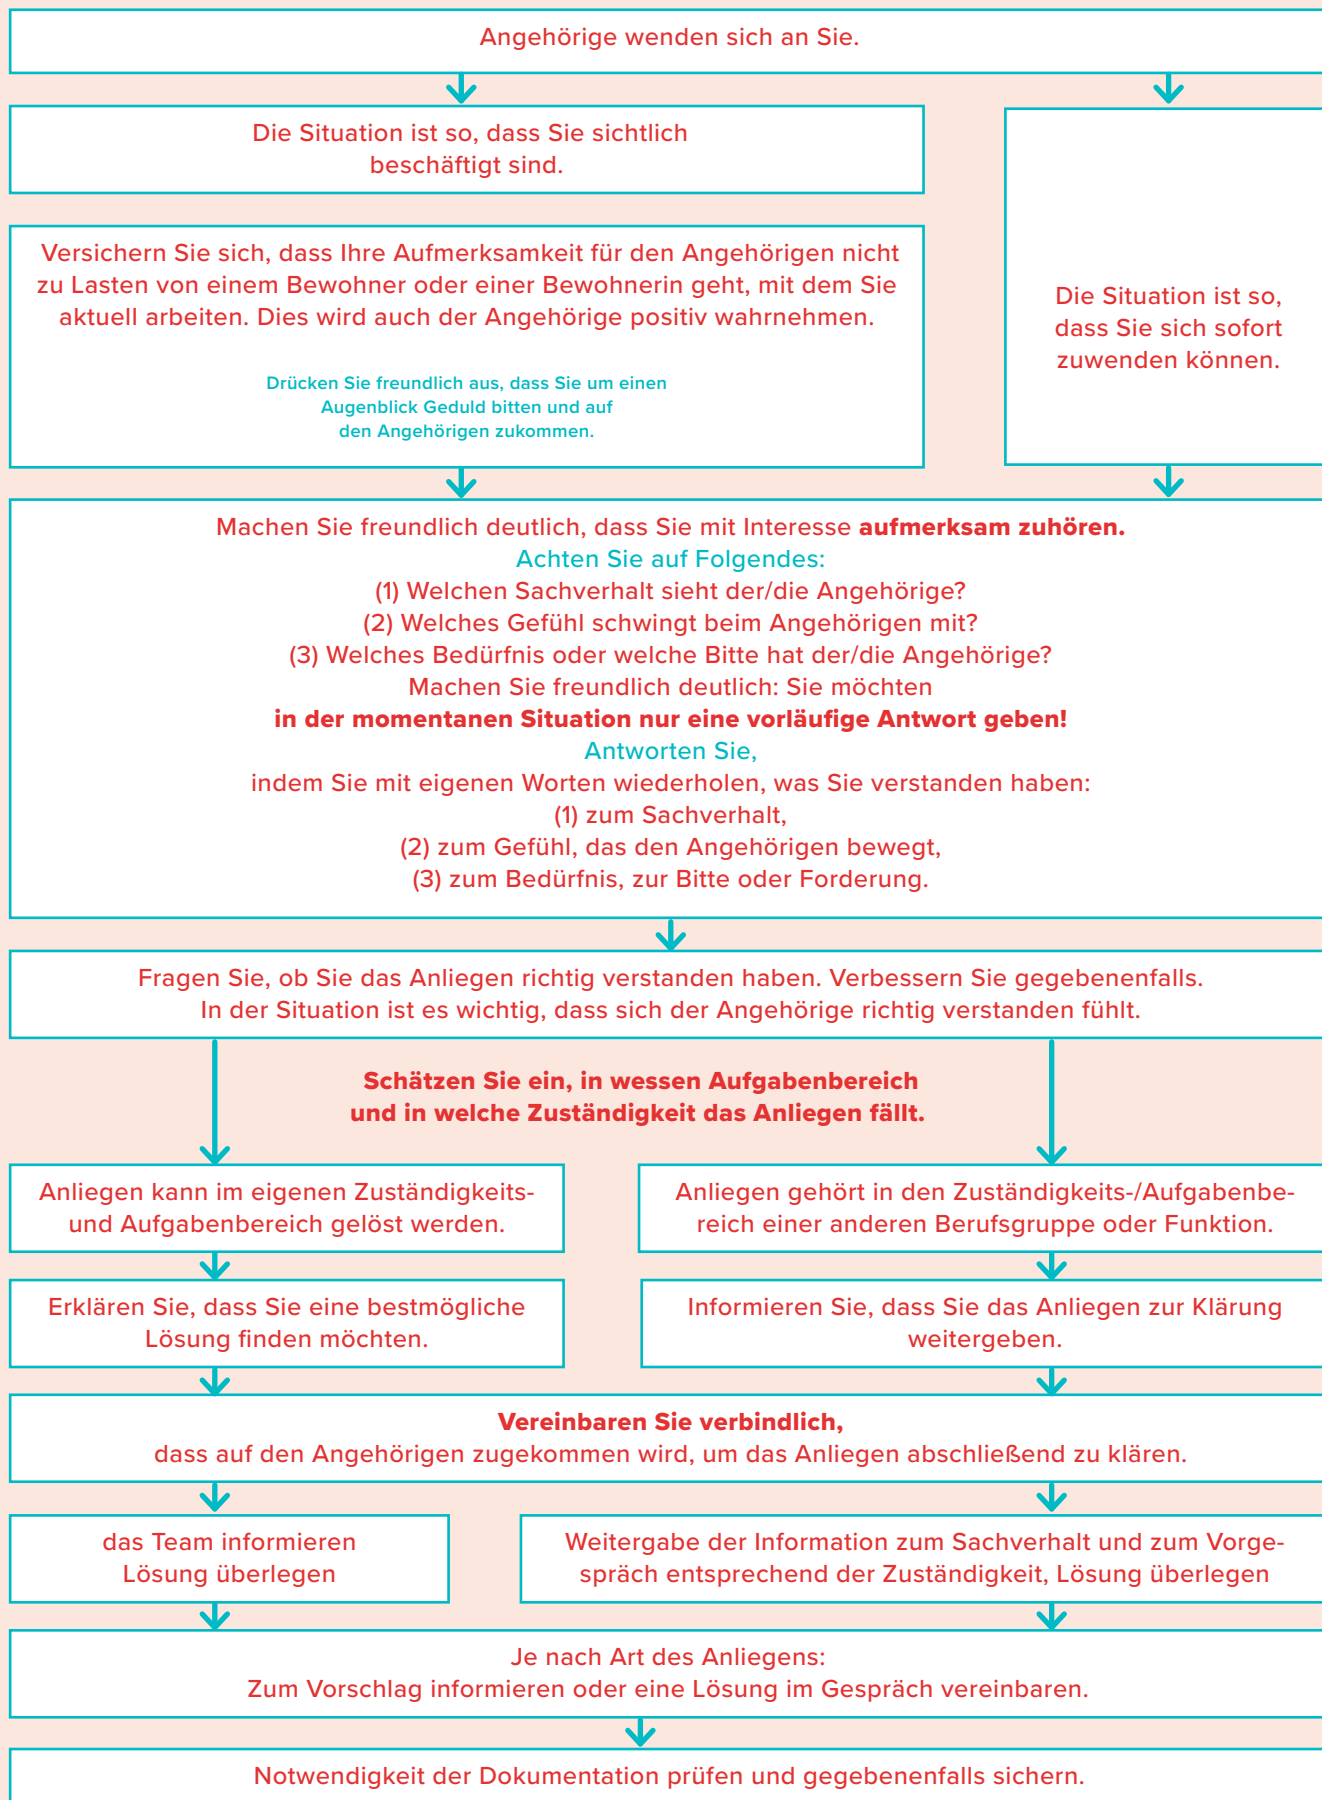 Angehörige wenden sich an Sie.
Die Situation ist so, dass Sie sichtlich
beschäftigt sind.
Versichern Sie sich, dass Ihre Aufmerksamkeit für den Angehörigen nicht
zu Lasten von einem Bewohner oder einer Bewohnerin geht, mit dem Sie
aktuell arbeiten. Dies wird auch der Angehörige positiv wahrnehmen.
Drücken Sie freundlich aus, dass Sie um einen
Augenblick Geduld bitten und auf
den Angehörigen zukommen.
Die Situation ist so,
dass Sie sich sofort
zuwenden können.
Machen Sie freundlich deutlich, dass Sie mit Interesse aufmerksam zuhören.
Achten Sie auf Folgendes:
(1) Welchen Sachverhalt sieht der/die Angehörige?
(2) Welches Gefühl schwingt beim Angehörigen mit?
(3) Welches Bedürfnis oder welche Bitte hat der/die Angehörige?
Machen Sie freundlich deutlich: Sie möchten
in der momentanen Situation nur eine vorläufige Antwort geben!
Antworten Sie,
indem Sie mit eigenen Worten wiederholen, was Sie verstanden haben:
(1) zum Sachverhalt,
(2) zum Gefühl, das den Angehörigen bewegt,
(3) zum Bedürfnis, zur Bitte oder Forderung.
Fragen Sie, ob Sie das Anliegen richtig verstanden haben. Verbessern Sie gegebenenfalls.
In der Situation ist es wichtig, dass sich der Angehörige richtig verstanden fühlt.
Schätzen Sie ein, in wessen Aufgabenbereich
und in welche Zuständigkeit das Anliegen fällt.
Anliegen kann im eigenen Zuständigkeits-
und Aufgabenbereich gelöst werden.
Anliegen gehört in den Zuständigkeits-/Aufgabenbe-
reich einer anderen Berufsgruppe oder Funktion.
Erklären Sie, dass Sie eine bestmögliche
Lösung finden möchten.
Informieren Sie, dass Sie das Anliegen zur Klärung
weitergeben.
Vereinbaren Sie verbindlich,
dass auf den Angehörigen zugekommen wird, um das Anliegen abschließend zu klären.
das Team informieren
Lösung überlegen
Weitergabe der Information zum Sachverhalt und zum Vorge-
spräch entsprechend der Zuständigkeit, Lösung überlegen
Je nach Art des Anliegens:
Zum Vorschlag informieren oder eine Lösung im Gespräch vereinbaren.
Notwendigkeit der Dokumentation prüfen und gegebenenfalls sichern.